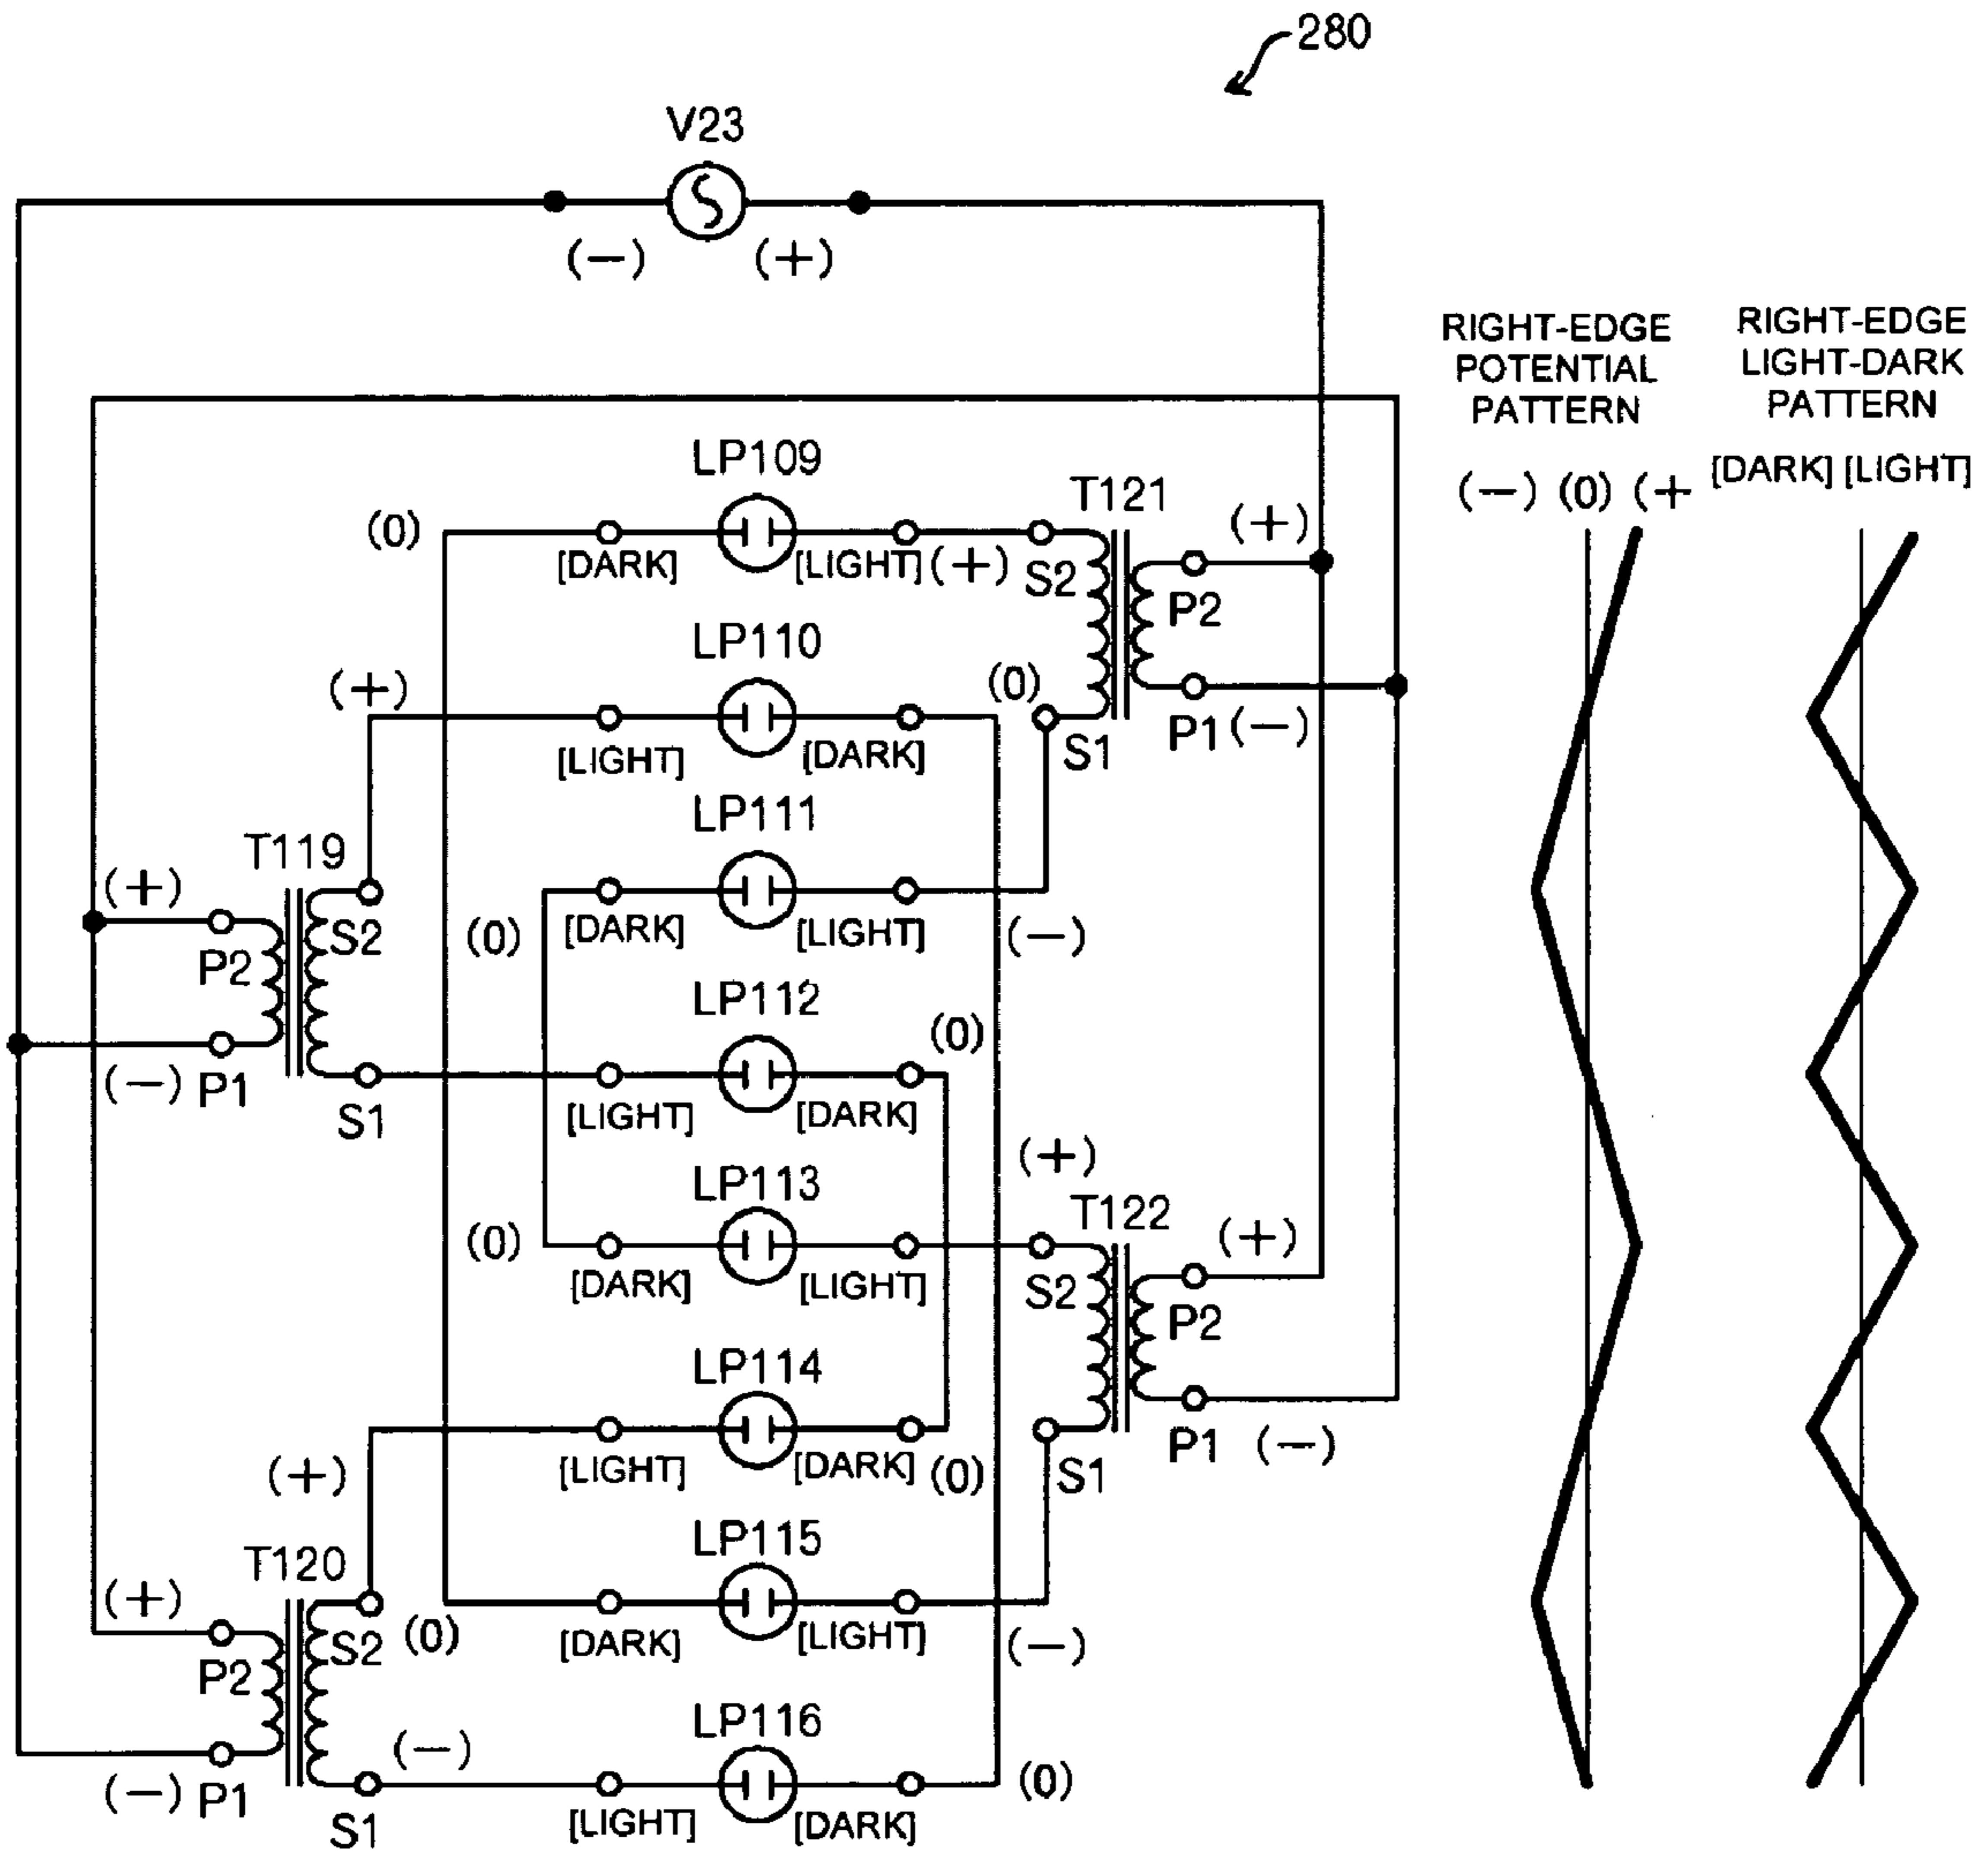 280
V23
(−) (+)
RIGHT-EDGE
POTENTIAL
PATTERN
(−) (0) (+
RIGHT-EDGE
LIGHT-DARK
PATTERN
[DARK] [LIGHT]
LP109
(0) [DARK] [LIGHT] (+)
T121
S2 P2 (+)
(0) S1 P1 (−)
LP110
(+) [LIGHT] [DARK]
LP111
(0) [DARK] [LIGHT] (−)
T119
(+) P2 S2
(−) P1 S1
LP112
[LIGHT] [DARK] (0)
LP113
(0) [DARK] [LIGHT] (+)
T122
S2 P2 (+)
S1 P1 (−)
LP114
(+) [LIGHT] [DARK] (0)
LP115
[DARK] [LIGHT] (−)
T120
(+) P2 S2 (0)
(−) P1 S1 (−)
LP116
[LIGHT] [DARK] (0)